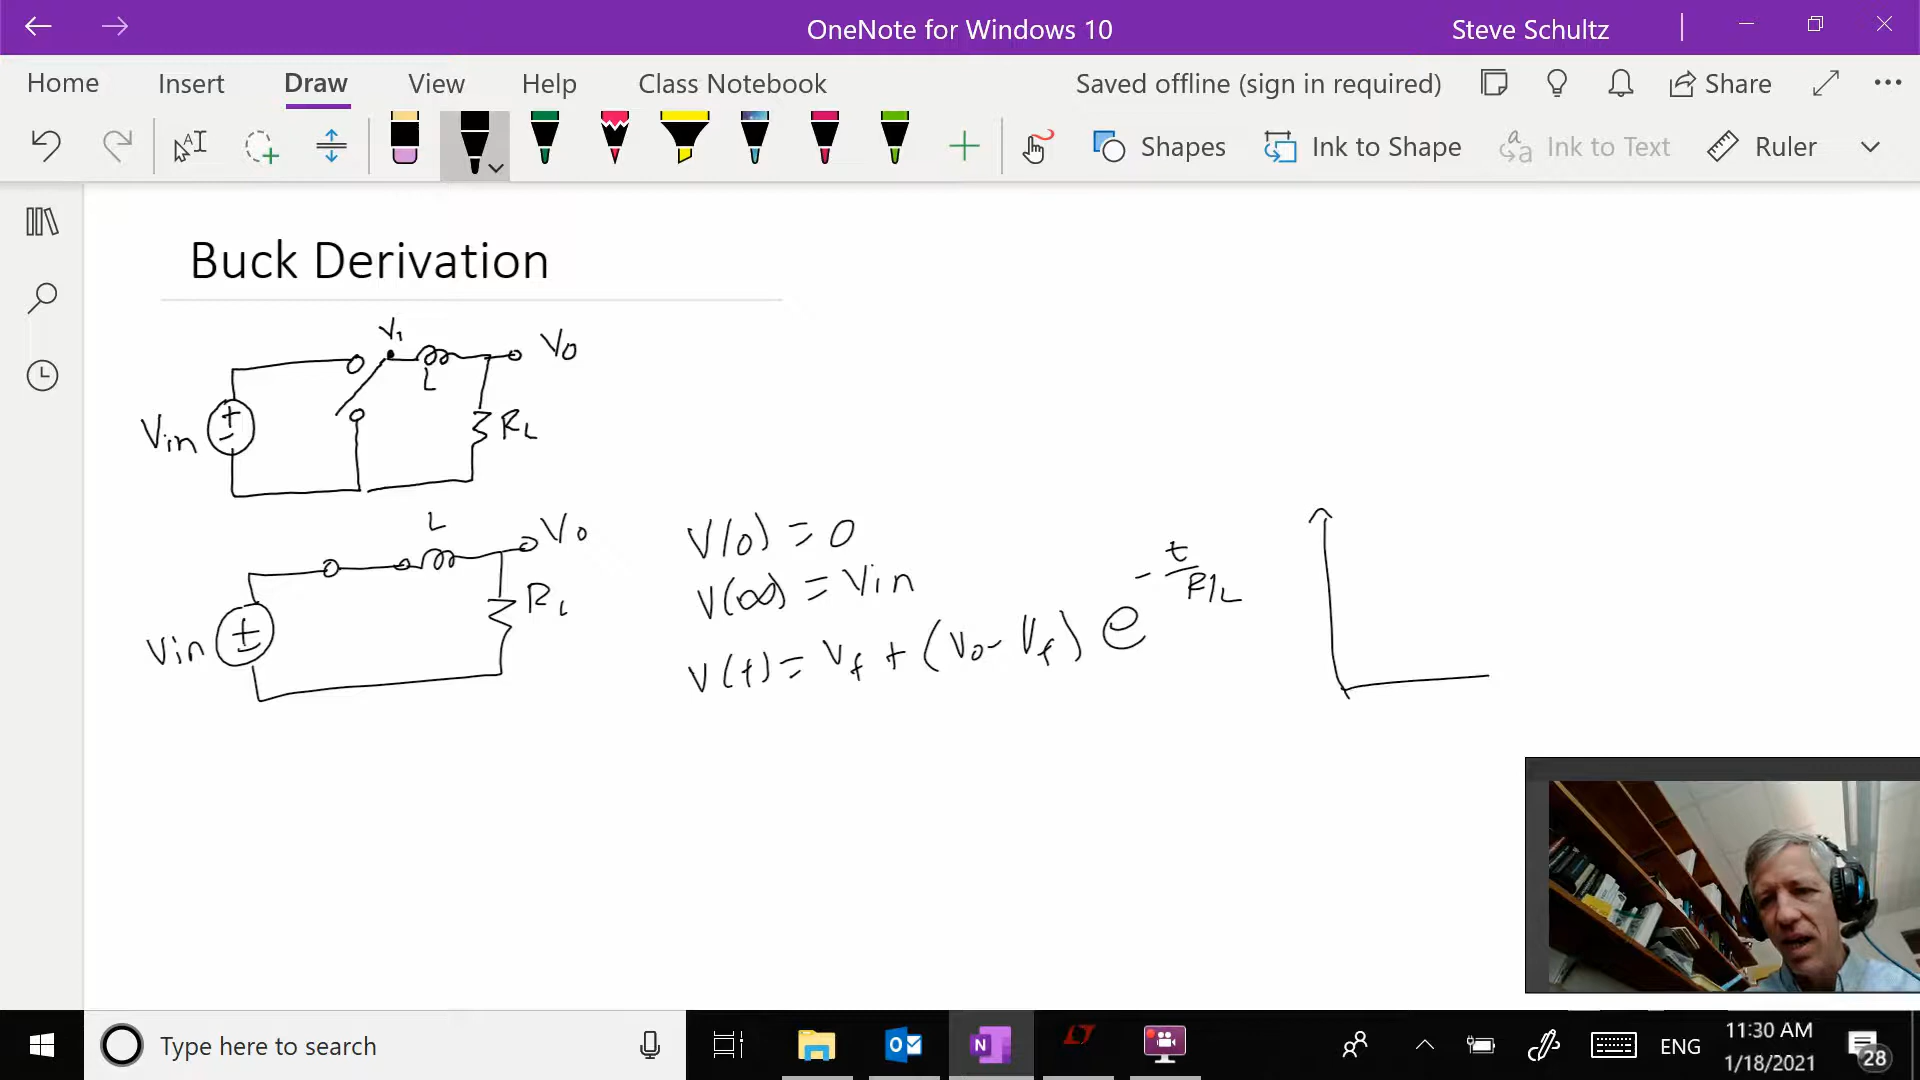 OneNote for Windows 10
Steve Schultz
Home Insert Draw View Help Class Notebook
Saved offline (sign in required)
Share
Shapes
Ink to Shape
Ink to Text
Ruler
Buck Derivation
V₁
Vo
L
Vin
+
−
RL
L
Vo
Vin
±
RL
V(0) = 0
V(∞) = Vin
V(t) = Vf + (Vo - Vf) e^-t/R/L
Type here to search
ENG
11:30 AM
1/18/2021
28